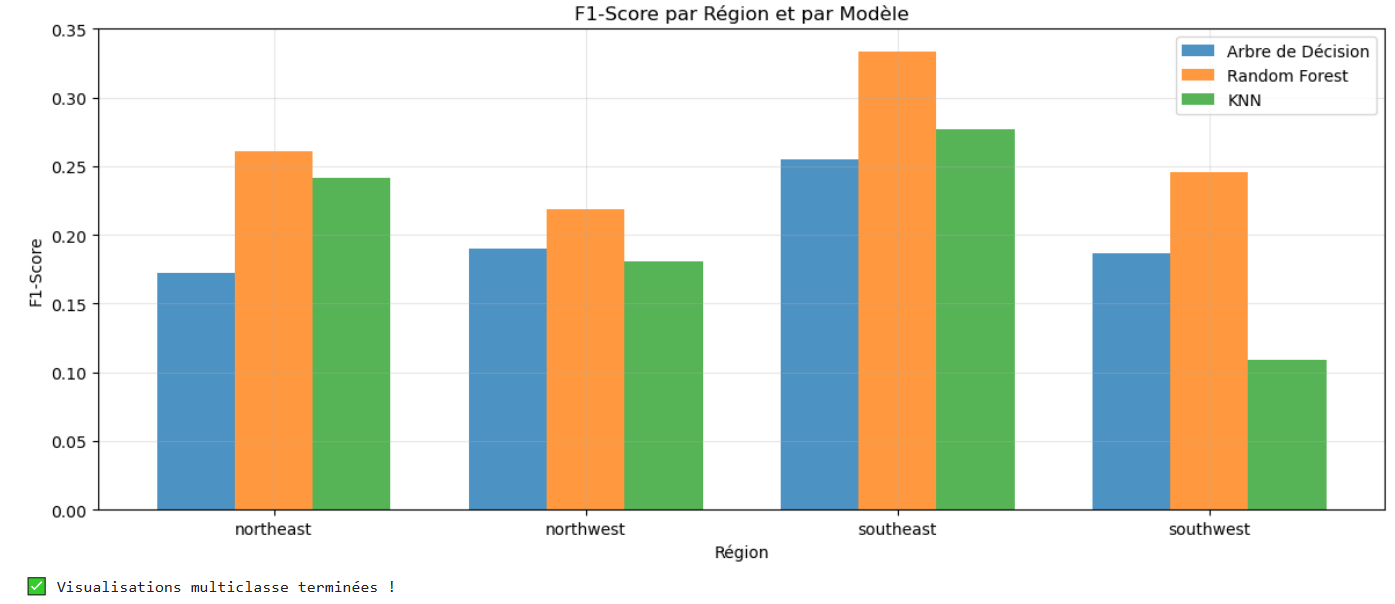 F1-Score par Région et par Modèle
0.35
0.30
0.25
0.20
0.15
0.10
0.05
0.00
F1-Score
Arbre de Décision
Random Forest
KNN
northeast
northwest
southeast
southwest
Région
✅ Visualisations multiclasse terminées !